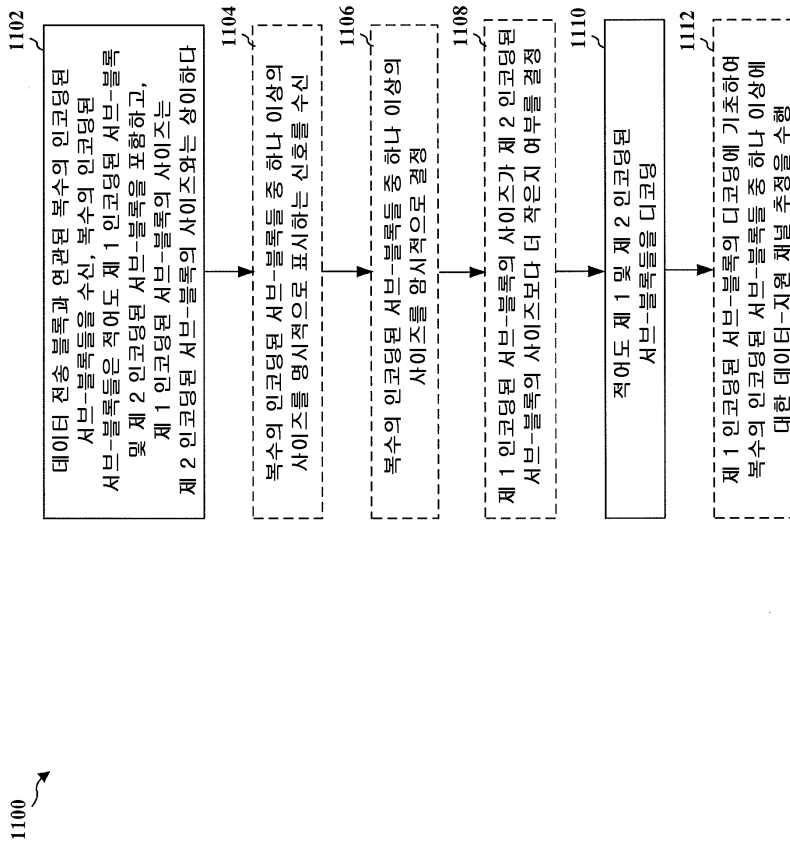 1100
1102
데이터 전송 블록과 연관된 복수의 인코딩된
서브-블록들을 수신, 복수의 인코딩된
서브-블록들은 적어도 제 1 인코딩된 서브-블록
및 제 2 인코딩된 서브-블록을 포함하고,
제 1 인코딩된 서브-블록의 사이즈는
제 2 인코딩된 서브-블록의 사이즈와는 상이하다
1104
복수의 인코딩된 서브-블록들 중 하나 이상의
사이즈를 명시적으로 표시하는 신호를 수신
1106
복수의 인코딩된 서브-블록들 중 하나 이상의
사이즈를 암시적으로 결정
1108
제 1 인코딩된 서브-블록의 사이즈가 제 2 인코딩된
서브-블록의 사이즈보다 더 작은지 여부를 결정
1110
적어도 제 1 및 제 2 인코딩된
서브-블록들을 디코딩
1112
제 1 인코딩된 서브-블록의 디코딩에 기초하여
복수의 인코딩된 서브-블록들 중 하나 이상에
대한 데이터-지원 채널 추정을 수행